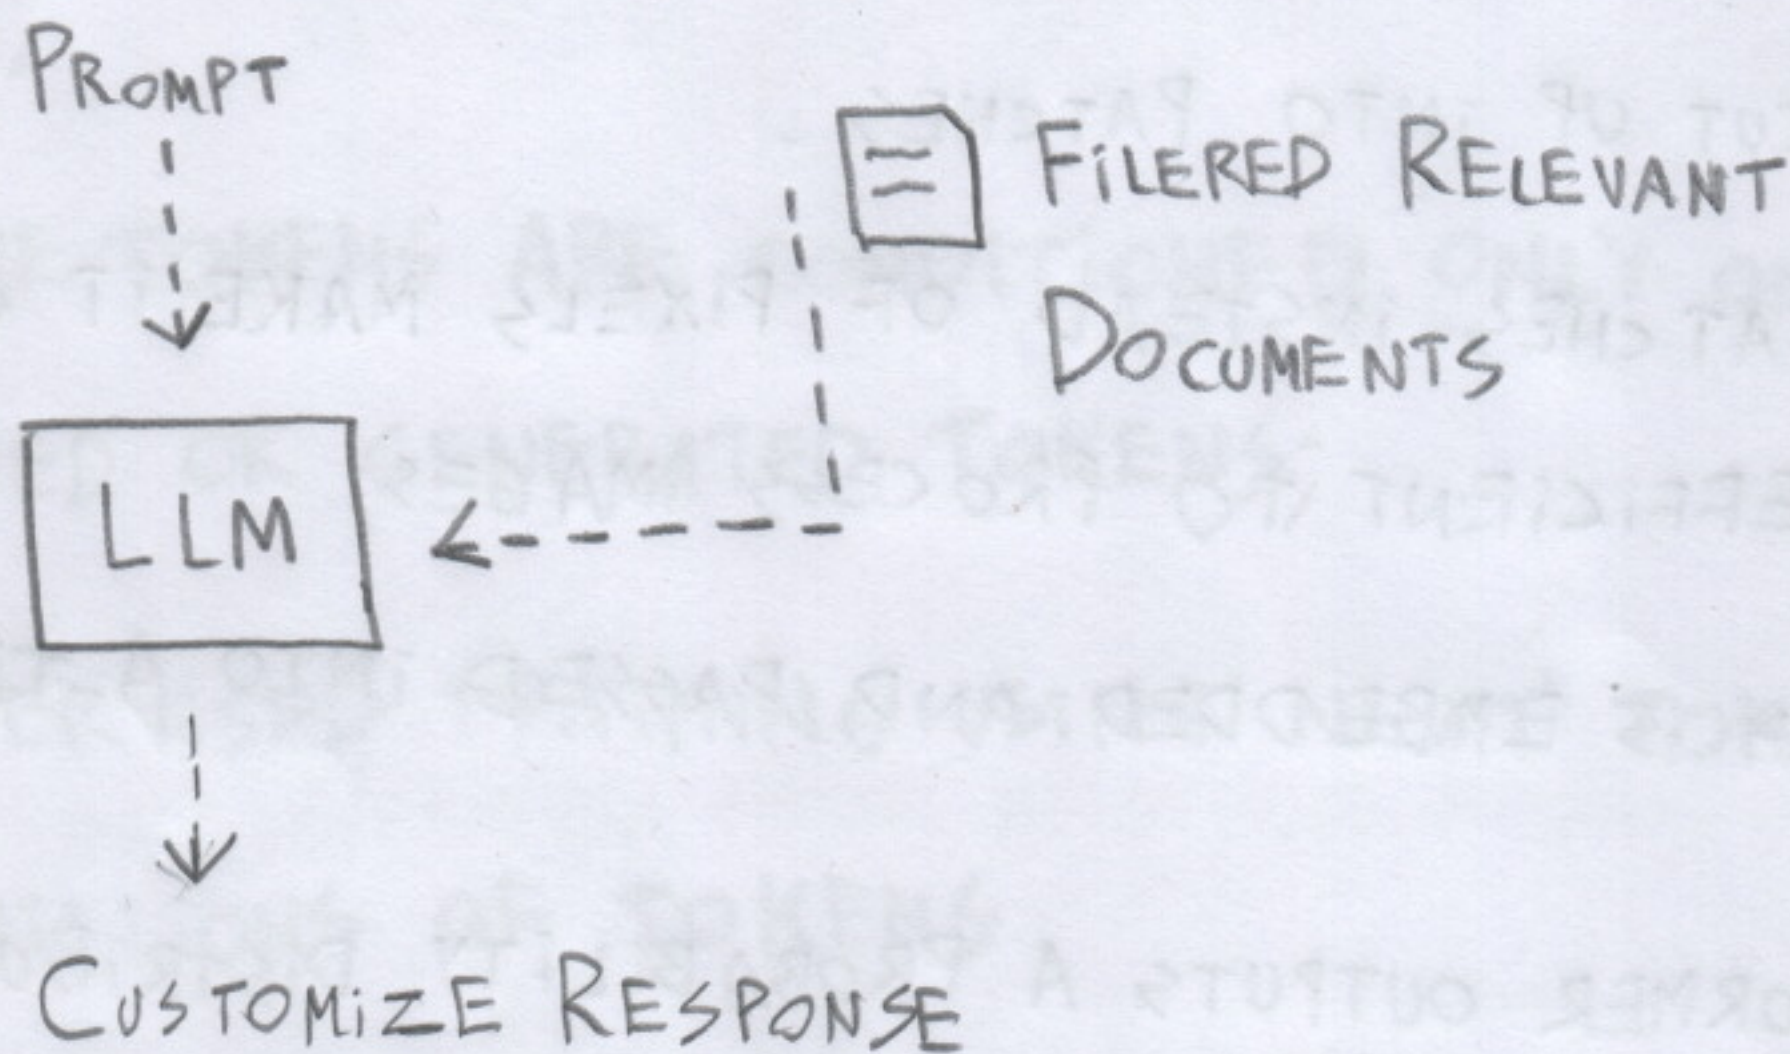 PROMPT
FILERED RELEVANT
DOCUMENTS
LLM
CUSTOMIZE RESPONSE